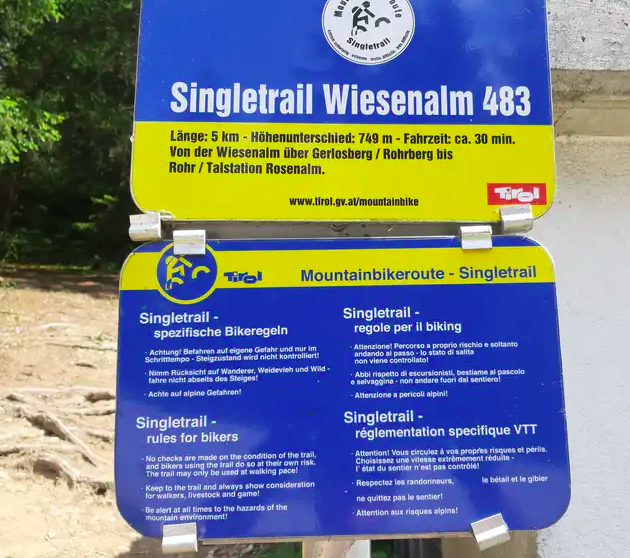 Mountainbikeroute
Singletrail
Singletrail Wiesenalm 483
Länge: 5 km - Höhenunterschied: 749 m - Fahrzeit: ca. 30 min.
Von der Wiesenalm über Gerlosberg / Rohrberg bis
Rohr / Talstation Rosenalm.
www.tirol.gv.at/mountainbike
Tirol
Tirol
Mountainbikeroute - Singletrail
Singletrail -
spezifische Bikeregeln
· Achtung! Befahren auf eigene Gefahr und nur im
Schritttempo - Steigzustand wird nicht kontrolliert!
· Nimm Rücksicht auf Wanderer, Weidevieh und Wild -
fahre nicht abseits des Steiges!
· Achte auf alpine Gefahren!
Singletrail -
regole per il biking
· Attenzione! Percorso a proprio rischio e soltanto
andando al passo - lo stato di salita
non viene controllato!
· Abbi rispetto di escursionisti, bestiame al pascolo
e selvaggina - non andare fuori dal sentiero!
· Attenzione a pericoli alpini!
Singletrail -
rules for bikers
· No checks are made on the condition of the trail,
and bikers using the trail do so at their own risk.
The trail may only be used at walking pace!
· Keep to the trail and always show consideration
for walkers, livestock and game!
· Be alert at all times to the hazards of the
mountain environment!
Singletrail -
réglementation specifique VTT
· Attention! Vous circulez á vos propres risques et périls.
Choisissez une vitesse extrêmement réduite -
l' état du sentier n'est pas contrôlé!
· Respectez les randonneurs, le bétail et le gibier
ne quittez pas le sentier!
· Attention aux risques alpins!